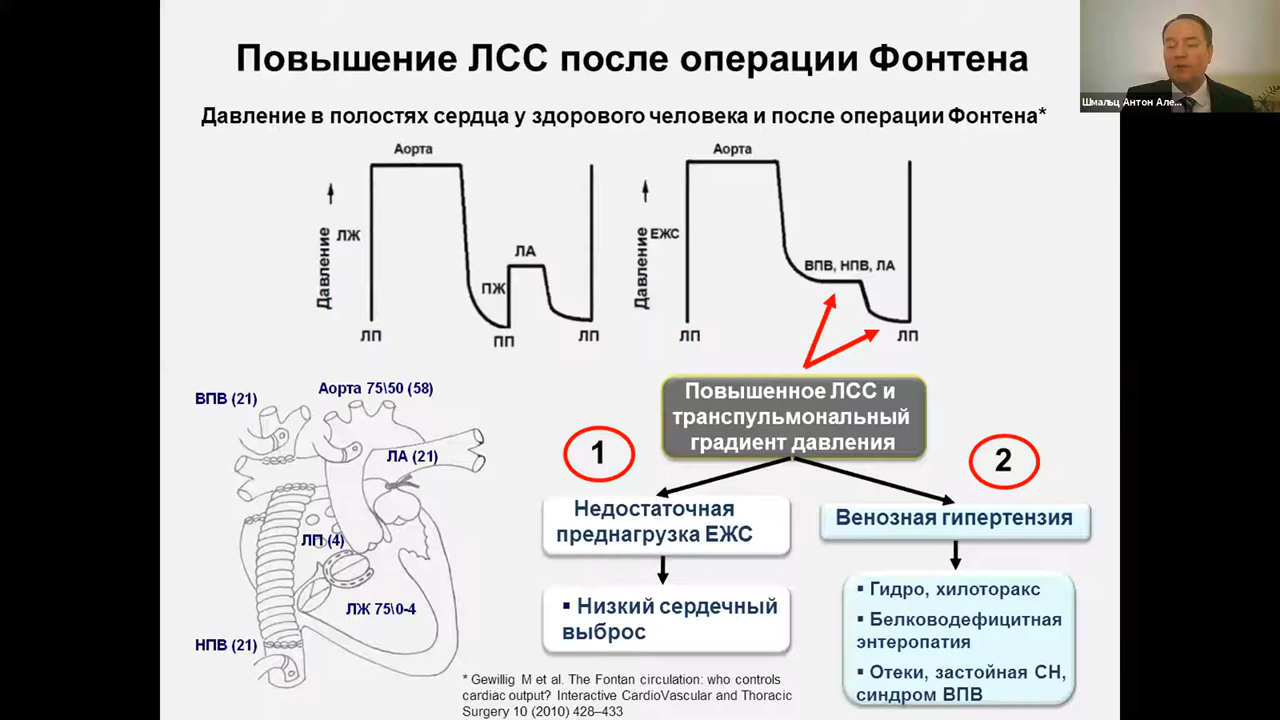 Повышение ЛСС после операции Фонтена
Шмальц Антон Але...
Давление в полостях сердца у здорового человека и после операции Фонтена*
Аорта
Давление
ЛЖ
ПЖ
ЛА
ЛП
ПП
ЛП
Аорта
Давление
ЕЖС
ВПВ, НПВ, ЛА
ЛП
ЛП
ВПВ (21)
Аорта 75\50 (58)
ЛА (21)
ЛП (4)
ЛЖ 75\0-4
НПВ (21)
Повышенное ЛСС и
транспульмональный
градиент давления
1
2
Недостаточная
преднагрузка ЕЖС
▪ Низкий сердечный
выброс
Венозная гипертензия
▪ Гидро, хилоторакс
▪ Белководефицитная
энтеропатия
▪ Отеки, застойная СН,
синдром ВПВ
* Gewillig M et al. The Fontan circulation: who controls
cardiac output? Interactive CardioVascular and Thoracic
Surgery 10 (2010) 428–433